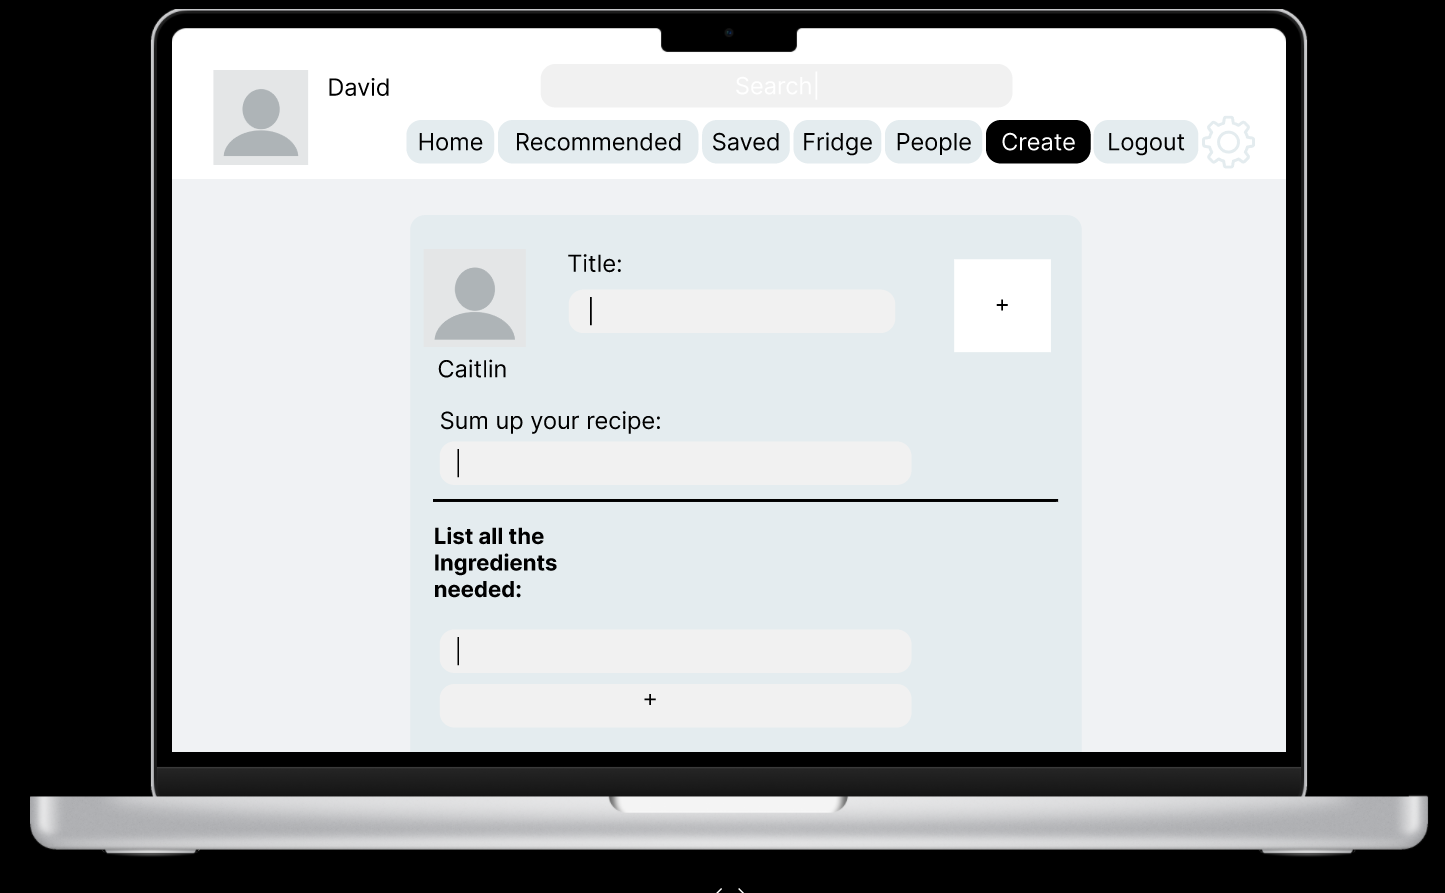 David
Search|
Home Recommended Saved Fridge People Create Logout
Title:
+
Caitlin
Sum up your recipe:
List all the
Ingredients
needed:
+